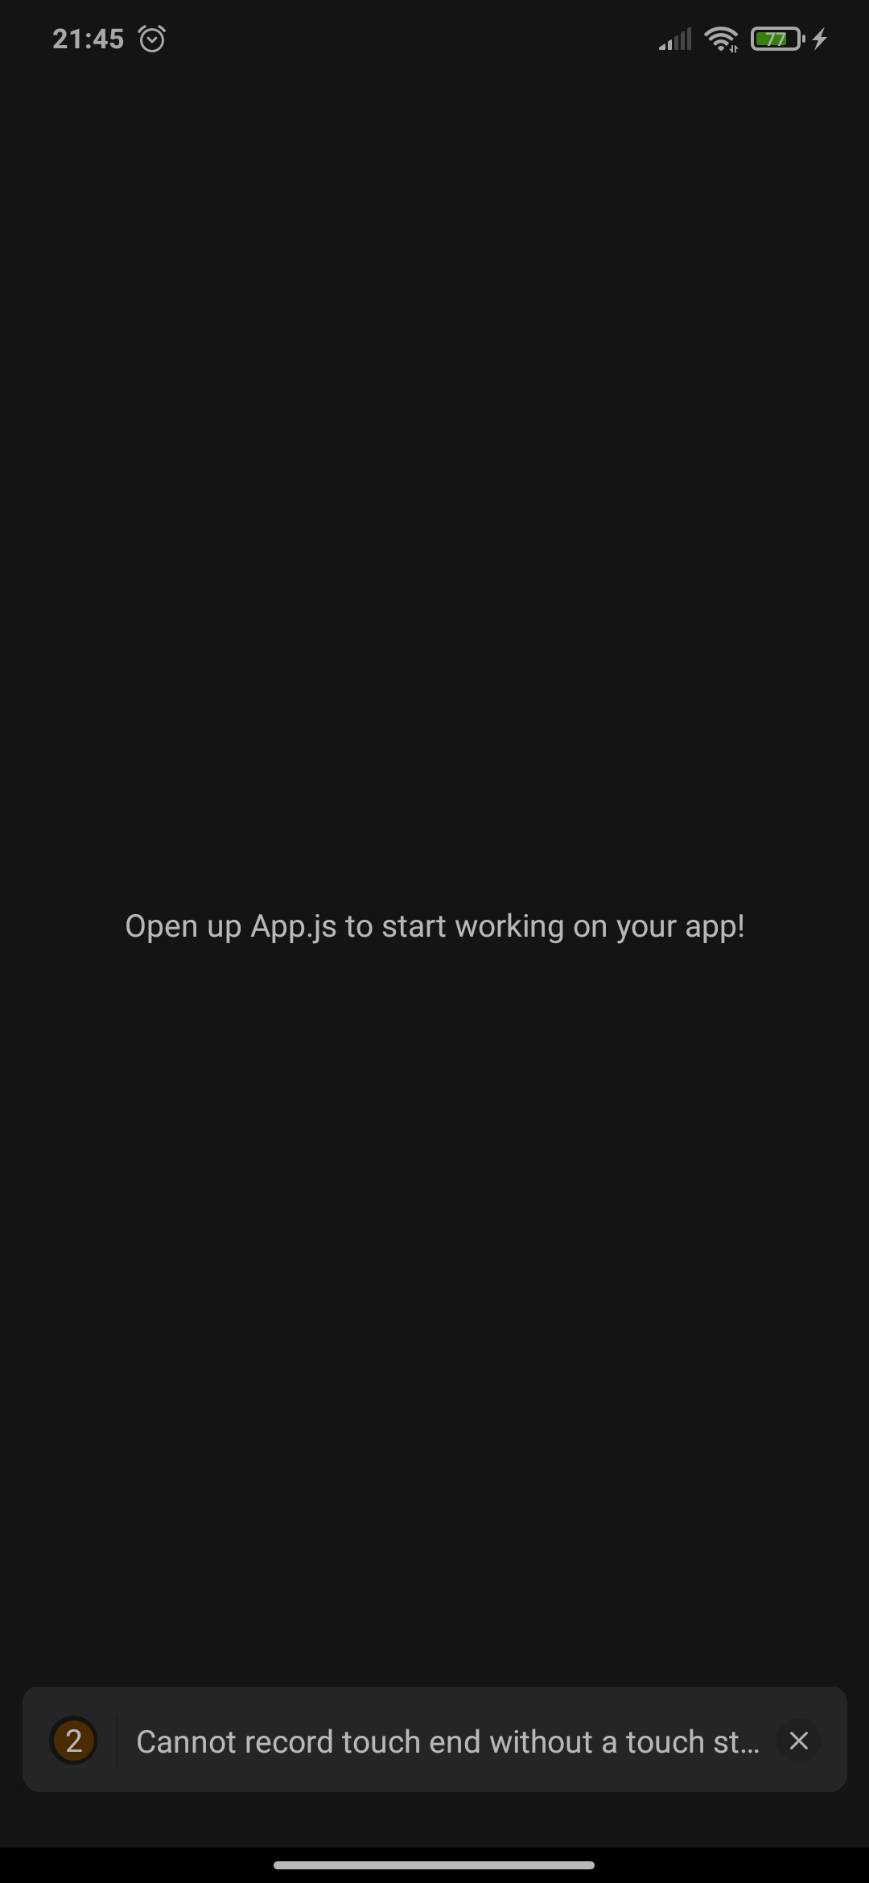 21:45
77
Open up App.js to start working on your app!
2 Cannot record touch end without a touch st...